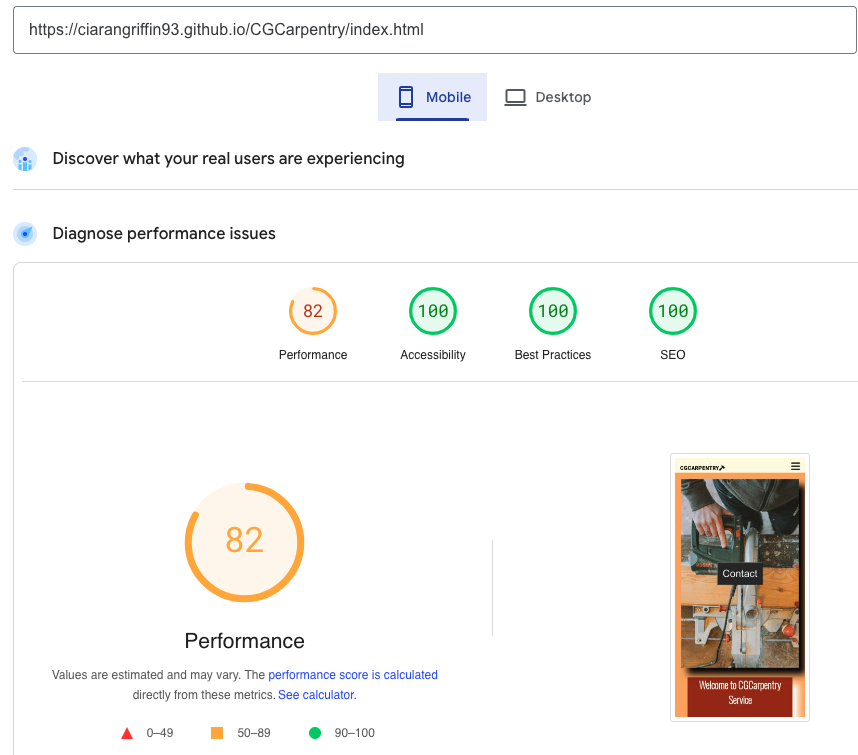 https://ciarangriffin93.github.io/CGCarpentry/index.html
Mobile
Desktop
Discover what your real users are experiencing
Diagnose performance issues
82
100
100
100
Performance
Accessibility
Best Practices
SEO
CGCARPENTRY
Contact
Welcome to CGCarpentry
Service
82
Performance
Values are estimated and may vary. The performance score is calculated
directly from these metrics. See calculator.
0–49
50–89
90–100